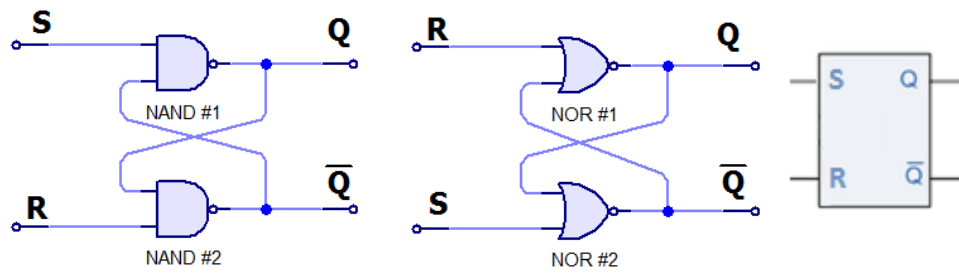 S Q
NAND #1
R Q̅
NAND #2
R Q
NOR #1
S Q̅
NOR #2
S Q
R Q̅